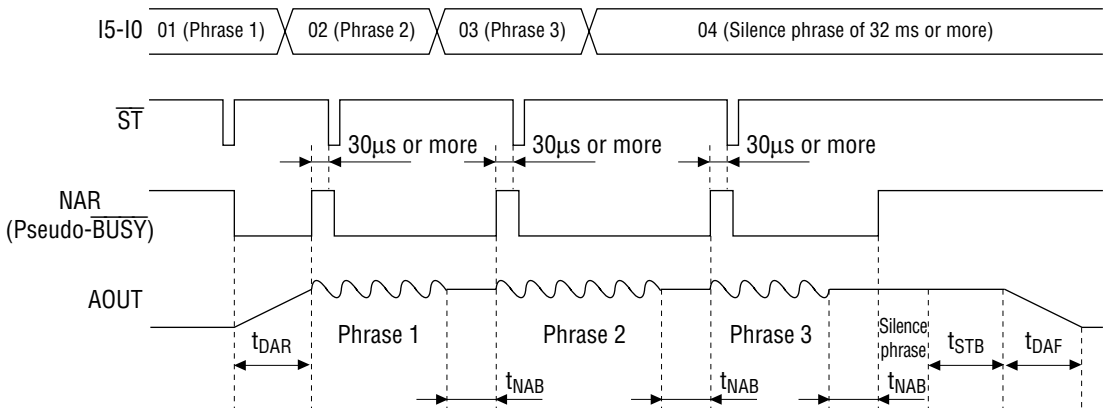 I5-I0 01 (Phrase 1) 02 (Phrase 2) 03 (Phrase 3) 04 (Silence phrase of 32 ms or more)
ST
30μs or more 30μs or more 30μs or more
NAR
(Pseudo-BUSY)
AOUT
tDAR Phrase 1 Phrase 2 Phrase 3 Silence phrase tSTB tDAF
tNAB tNAB tNAB